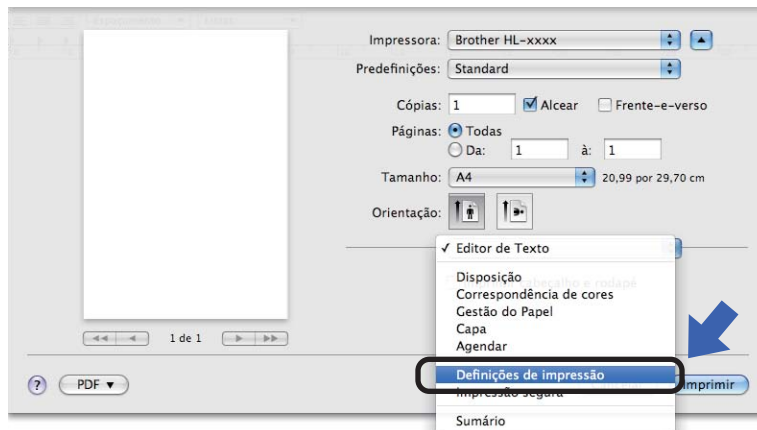 Impressora: Brother HL-xxxx
Predefinições: Standard
Cópias: 1 Alcear Frente-e-verso
Páginas: Todas
Da: 1 à: 1
Tamanho: A4 20,99 por 29,70 cm
Orientação:
✓ Editor de Texto
Disposição
cabeçalho e rodapé
Correspondência de cores
Gestão do Papel
Capa
Agendar
Definições de impressão
Impressão segura
Sumário
1 de 1
? PDF ▼
Imprimir